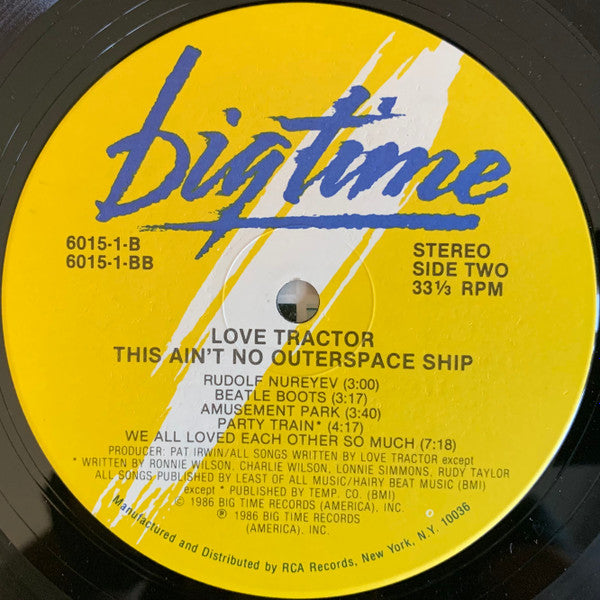 big time
6015-1-B
6015-1-BB
STEREO
SIDE TWO
33⅓ RPM
LOVE TRACTOR
THIS AIN'T NO OUTERSPACE SHIP
RUDOLF NUREYEV (3:00)
BEATLE BOOTS (3:17)
AMUSEMENT PARK (3:40)
PARTY TRAIN* (4:17)
WE ALL LOVED EACH OTHER SO MUCH (7:18)
PRODUCER: PAT IRWIN/ALL SONGS WRITTEN BY LOVE TRACTOR except
* WRITTEN BY RONNIE WILSON, CHARLIE WILSON, LONNIE SIMMONS, RUDY TAYLOR
ALL SONGS PUBLISHED BY LEAST OF ALL MUSIC/HAIRY BEAT MUSIC (BMI)
except * PUBLISHED BY TEMP. CO. (BMI)
© 1986 BIG TIME RECORDS (AMERICA), INC.
℗ 1986 BIG TIME RECORDS
(AMERICA), INC.
Manufactured and Distributed by RCA Records, New York, N.Y. 10036